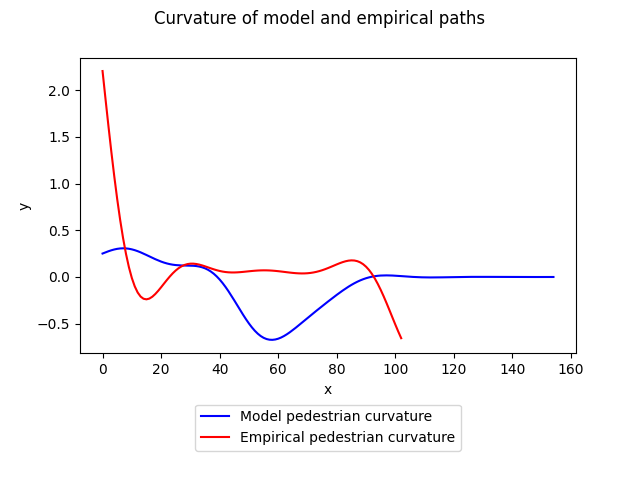 Curvature of model and empirical paths
2.0
1.5
1.0
0.5
0.0
−0.5
y
0 20 40 60 80 100 120 140 160
x
Model pedestrian curvature
Empirical pedestrian curvature